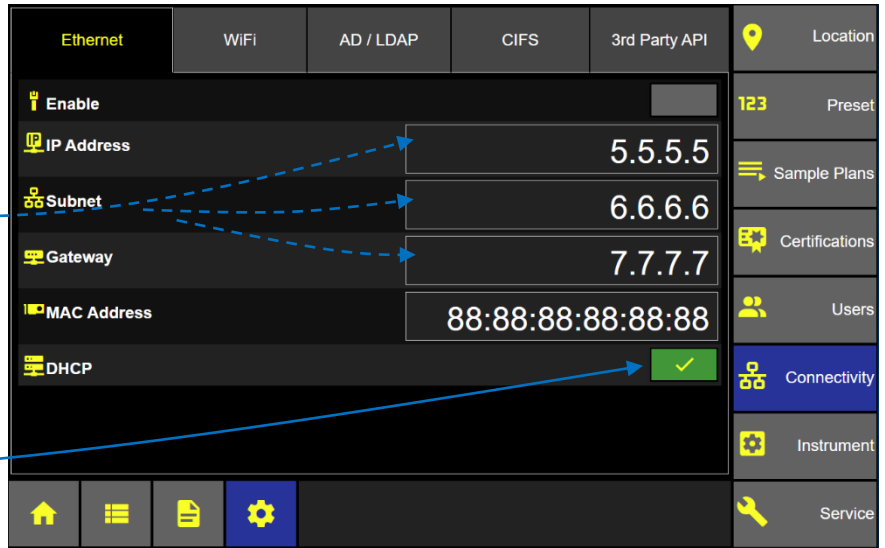 Ethernet
WiFi
AD / LDAP
CIFS
3rd Party API
Enable
IP Address
5.5.5.5
Subnet
6.6.6.6
Gateway
7.7.7.7
MAC Address
88:88:88:88:88:88
DHCP
Location
123 Preset
Sample Plans
Certifications
Users
Connectivity
Instrument
Service